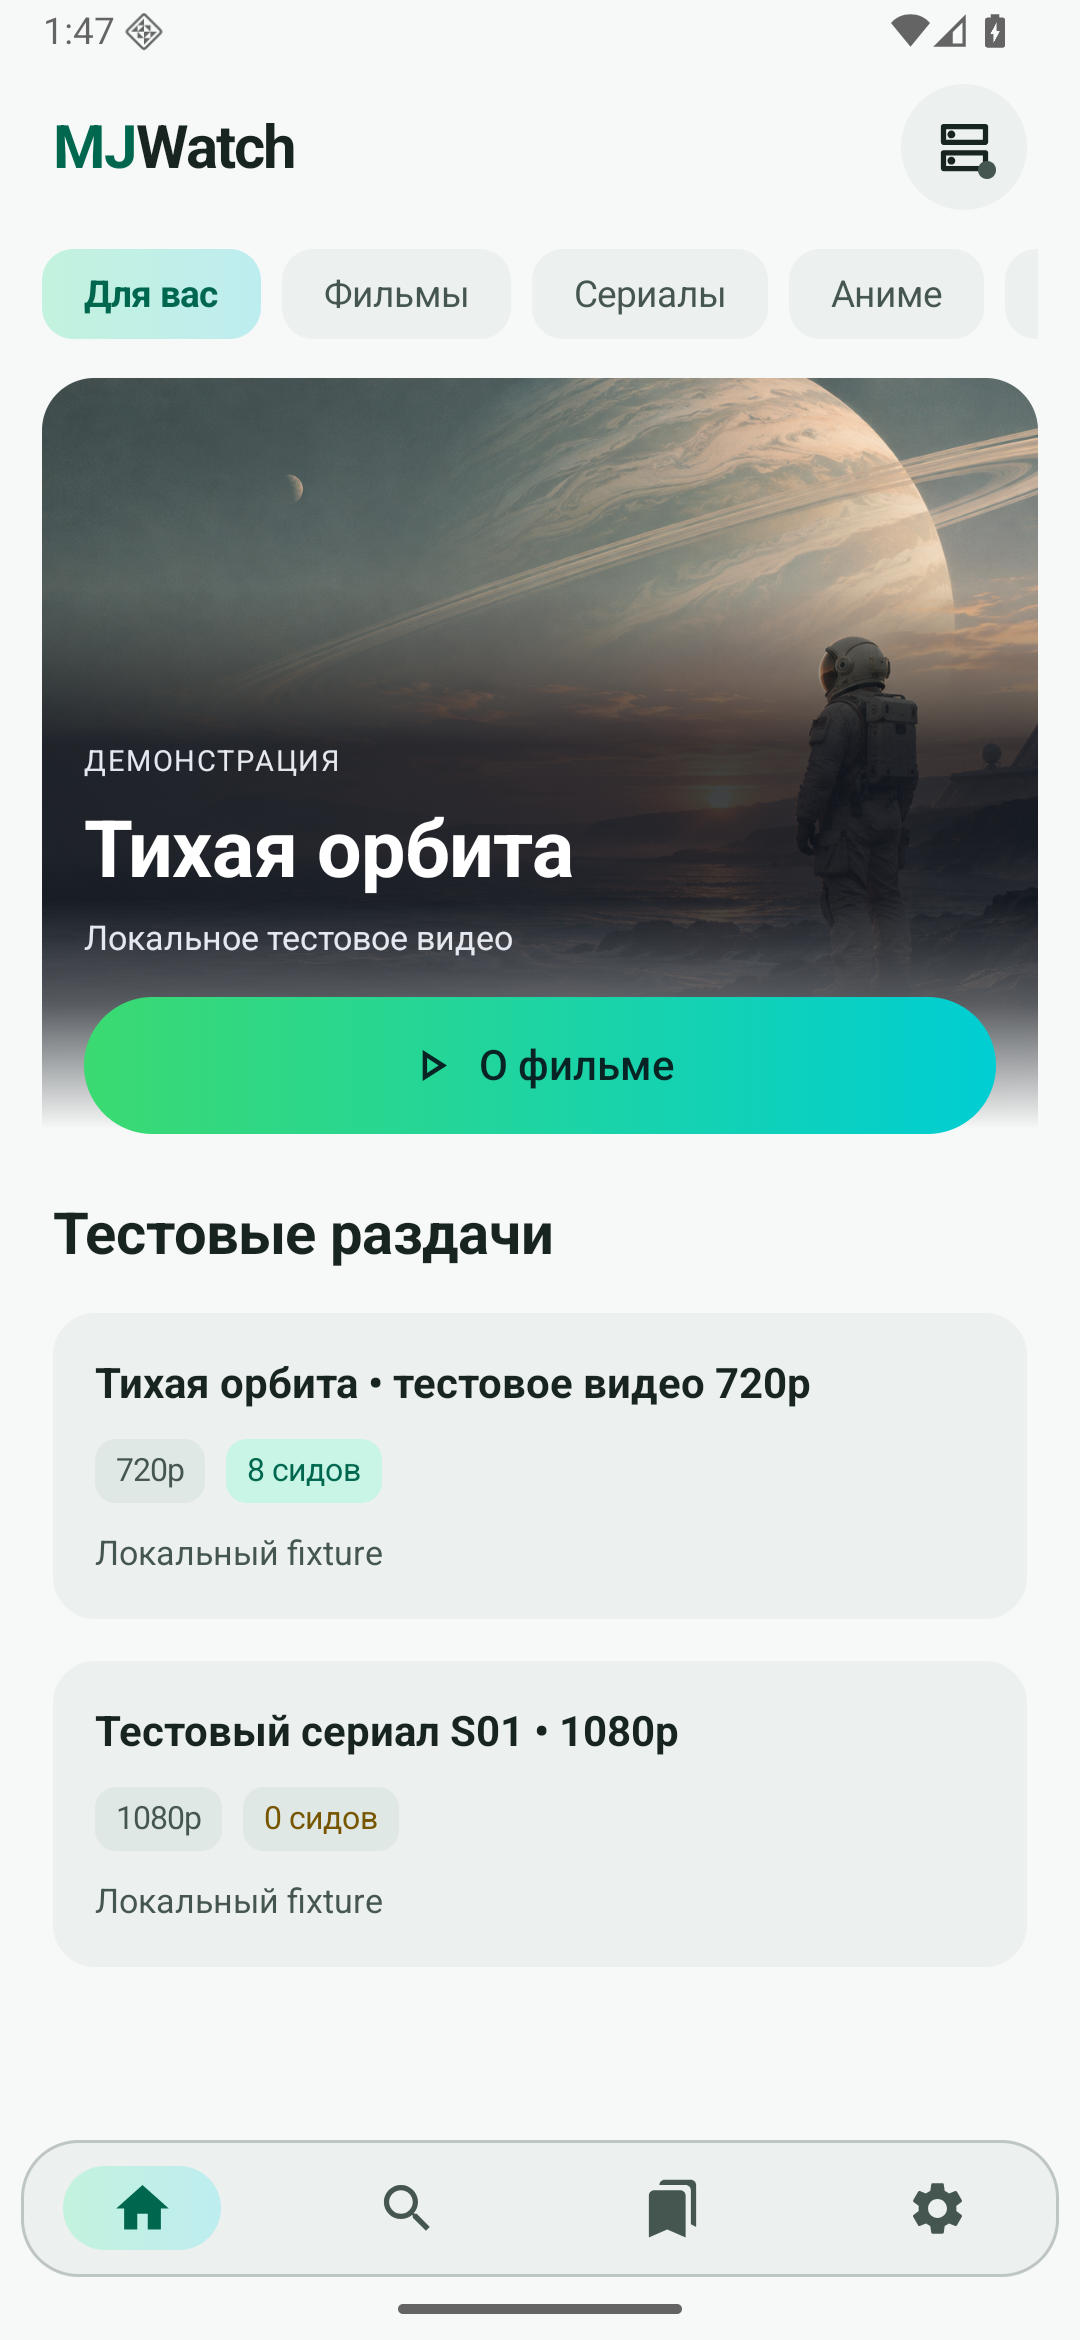 1:47
MJWatch
Для вас
Фильмы
Сериалы
Аниме
ДЕМОНСТРАЦИЯ
Тихая орбита
Локальное тестовое видео
О фильме
Тестовые раздачи
Тихая орбита • тестовое видео 720p
720p
8 сидов
Локальный fixture
Тестовый сериал S01 • 1080p
1080p
0 сидов
Локальный fixture